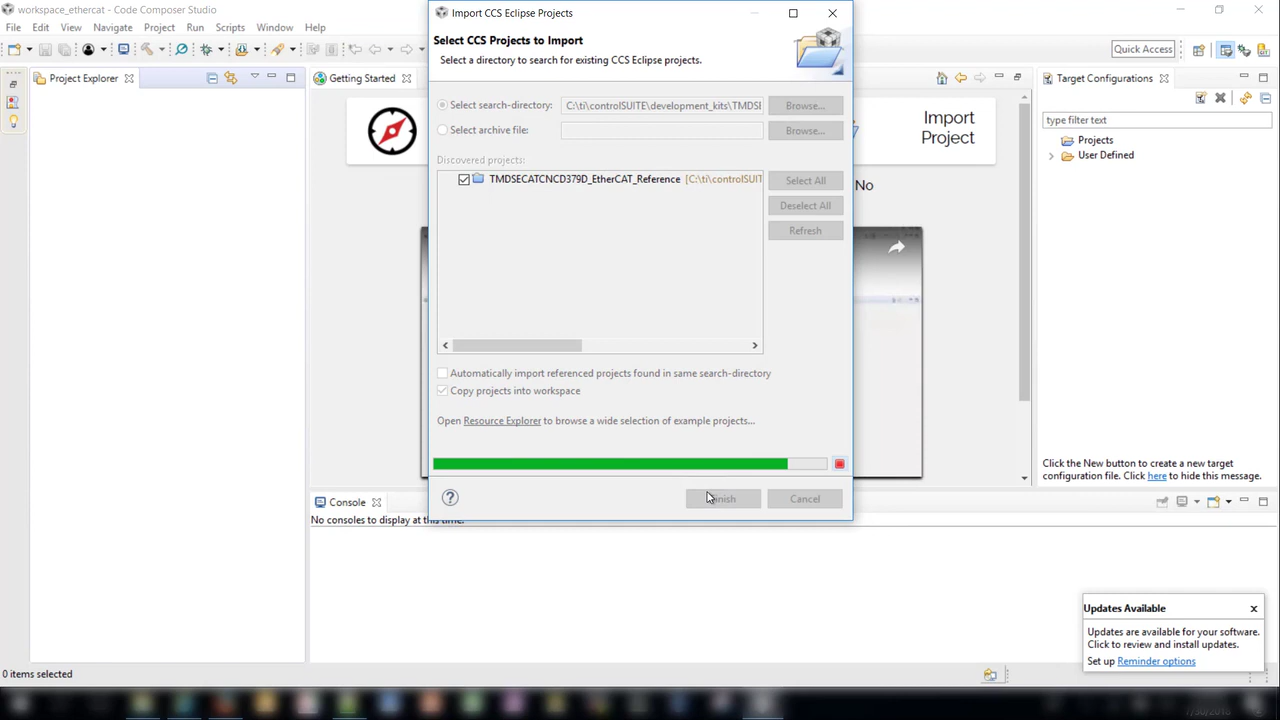 workspace_ethercat - Code Composer Studio
File Edit View Navigate Project Run Scripts Window Help
Quick Access
Project Explorer
Getting Started
Import
Project
No
Import CCS Eclipse Projects
Select CCS Projects to Import
Select a directory to search for existing CCS Eclipse projects.
Select search-directory:
C:\ti\controlSUITE\development_kits\TMDSE
Browse...
Select archive file:
Browse...
Discovered projects:
TMDSECATCNCD379D_EtherCAT_Reference [C:\ti\controlSUIT
Select All
Deselect All
Refresh
Automatically import referenced projects found in same search-directory
Copy projects into workspace
Open Resource Explorer to browse a wide selection of example projects...
Finish
Cancel
Target Configurations
type filter text
Projects
User Defined
Click the New button to create a new target
configuration file. Click here to hide this message.
Console
No consoles to display at this time.
Updates Available
Updates are available for your software.
Click to review and install updates.
Set up Reminder options
0 items selected
7/30/2018